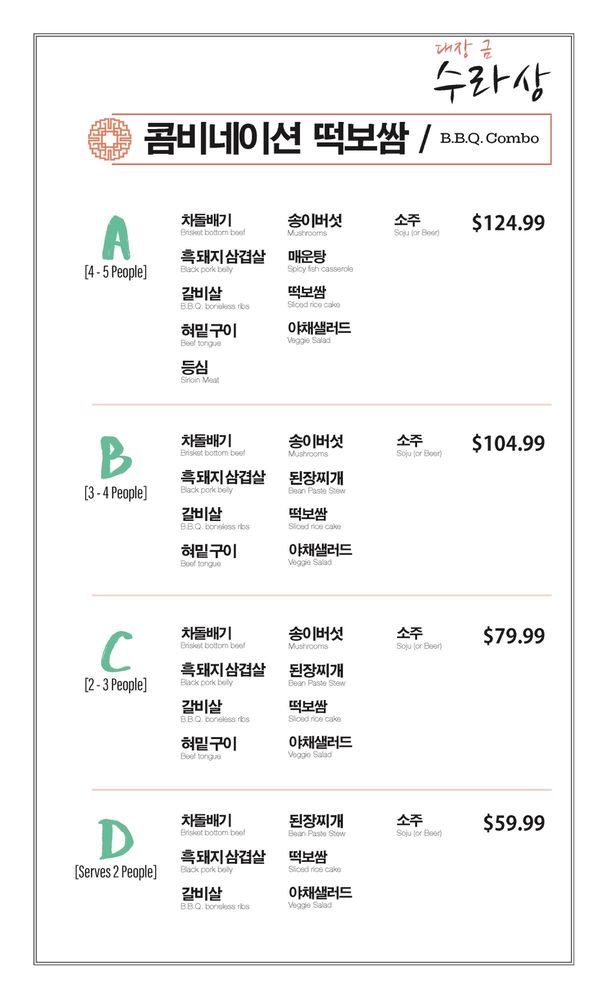 대장금
수라상
콤비네이션 떡보쌈 / B.B.Q. Combo
A
[4 - 5 People]
차돌배기
Brisket bottom beef
흑돼지삼겹살
Black pork belly
갈비살
B.B.Q. boneless ribs
혀밑구이
Beef tongue
등심
Sirloin Meat
송이버섯
Mushrooms
매운탕
Spicy fish casserole
떡보쌈
Sliced rice cake
야채샐러드
Veggie Salad
소주
Soju (or Beer)
$124.99
B
[3 - 4 People]
차돌배기
Brisket bottom beef
흑돼지삼겹살
Black pork belly
갈비살
B.B.Q. boneless ribs
혀밑구이
Beef tongue
송이버섯
Mushrooms
된장찌개
Bean Paste Stew
떡보쌈
Sliced rice cake
야채샐러드
Veggie Salad
소주
Soju (or Beer)
$104.99
C
[2 - 3 People]
차돌배기
Brisket bottom beef
흑돼지삼겹살
Black pork belly
갈비살
B.B.Q. boneless ribs
혀밑구이
Beef tongue
송이버섯
Mushrooms
된장찌개
Bean Paste Stew
떡보쌈
Sliced rice cake
야채샐러드
Veggie Salad
소주
Soju (or Beer)
$79.99
D
[Serves 2 People]
차돌배기
Brisket bottom beef
흑돼지삼겹살
Black pork belly
갈비살
B.B.Q. boneless ribs
된장찌개
Bean Paste Stew
떡보쌈
Sliced rice cake
야채샐러드
Veggie Salad
소주
Soju (or Beer)
$59.99